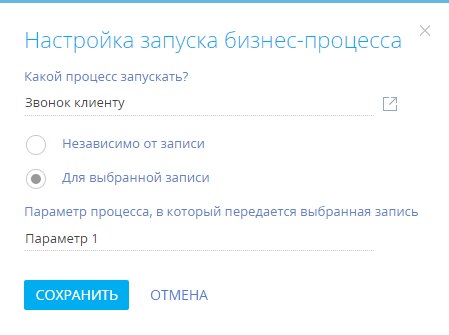 Настройка запуска бизнес-процесса
Какой процесс запускать?
Звонок клиенту
Независимо от записи
Для выбранной записи
Параметр процесса, в который передается выбранная запись
Параметр 1
СОХРАНИТЬ ОТМЕНА